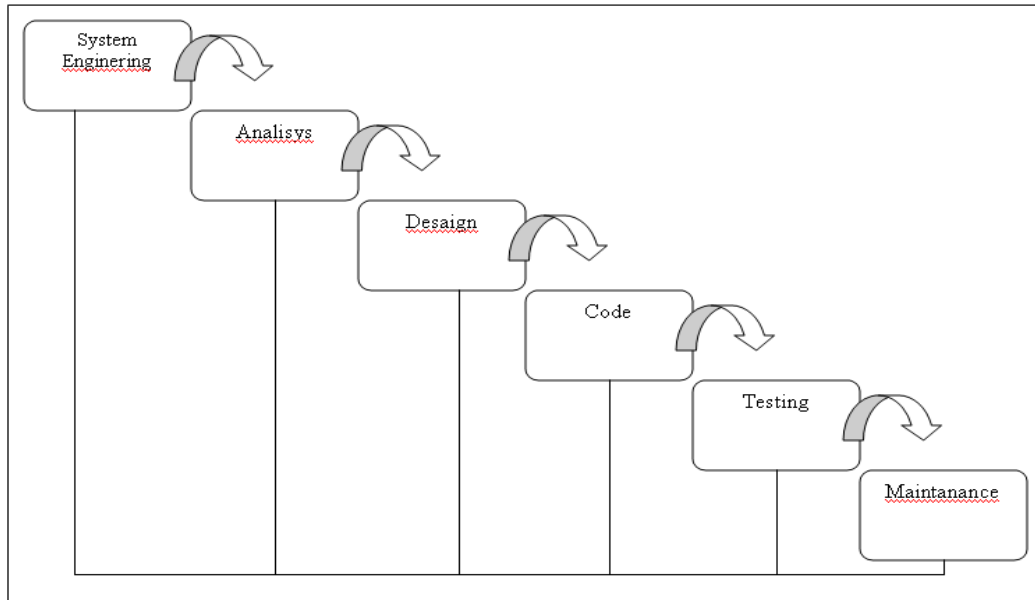 System
Enginering
Analisys
Desaign
Code
Testing
Maintanance